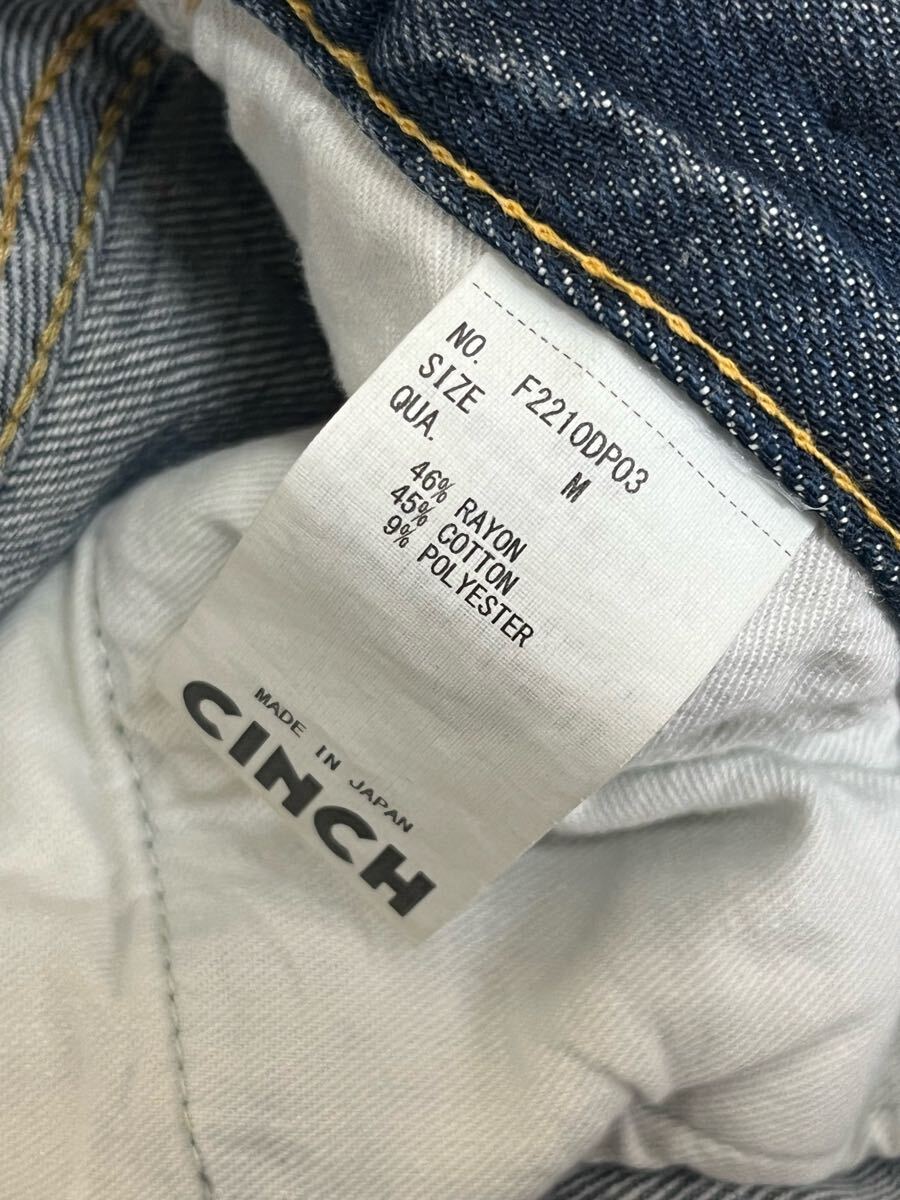 NO. F2210DP03
SIZE M
QUA.
46% RAYON
45% COTTON
9% POLYESTER
MADE IN JAPAN
CINCH